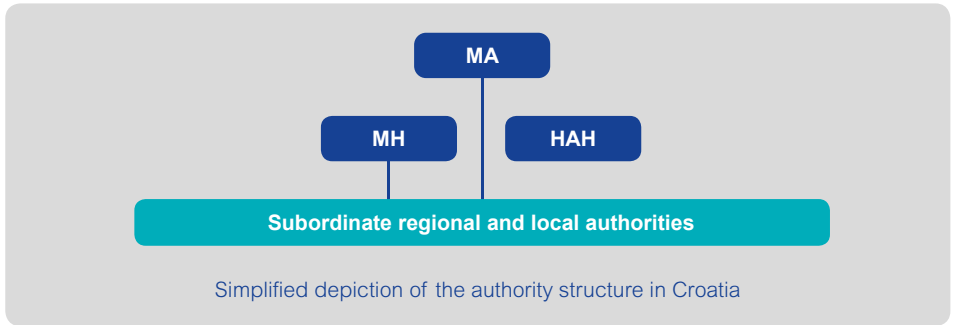 MA
MH
HAH
Subordinate regional and local authorities
Simplified depiction of the authority structure in Croatia